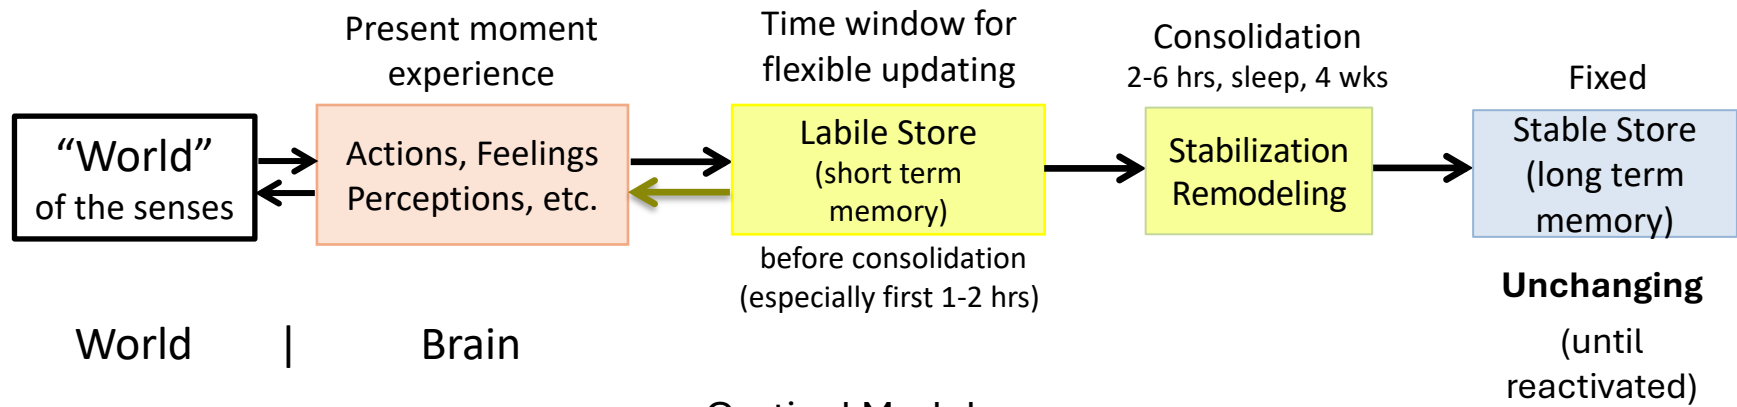 Present moment
experience
Time window for
flexible updating
Consolidation
2-6 hrs, sleep, 4 wks
Fixed
“World”
of the senses
Actions, Feelings
Perceptions, etc.
Labile Store
(short term
memory)
Stabilization
Remodeling
Stable Store
(long term
memory)
before consolidation
(especially first 1-2 hrs)
Unchanging
(until
reactivated)
World | Brain